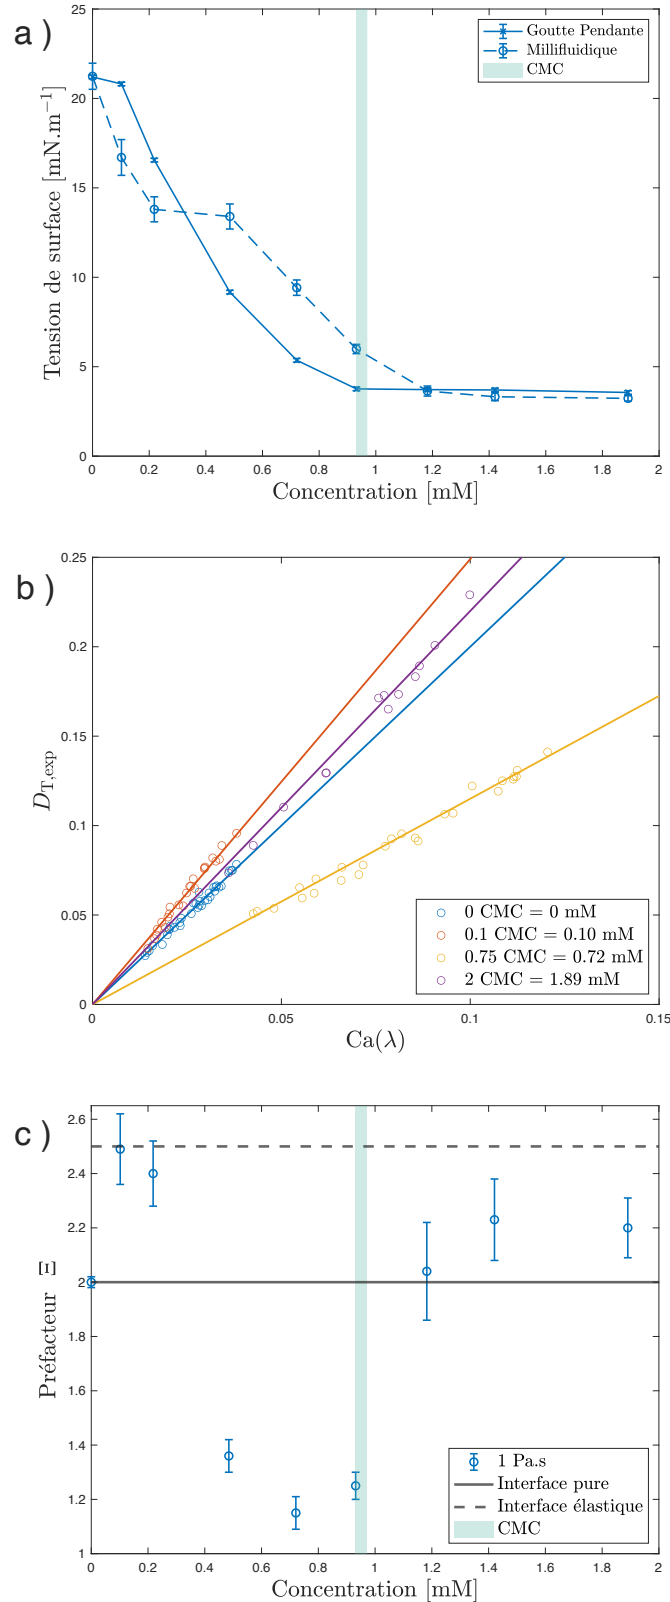 a )
Goutte Pendante
Millifluidique
CMC
25
20
15
10
5
0
Tension de surface [mN.m⁻¹]
0 0.2 0.4 0.6 0.8 1 1.2 1.4 1.6 1.8 2
Concentration [mM]
b )
0.25
0.2
0.15
0.1
0.05
0
D_T,exp
0 CMC = 0 mM
0.1 CMC = 0.10 mM
0.75 CMC = 0.72 mM
2 CMC = 1.89 mM
0 0.05 0.1 0.15
Ca(λ)
c )
2.6
2.4
2.2
2
1.8
1.6
1.4
1.2
1
Préfacteur Ξ
1 Pa.s
Interface pure
Interface élastique
CMC
0 0.2 0.4 0.6 0.8 1 1.2 1.4 1.6 1.8 2
Concentration [mM]